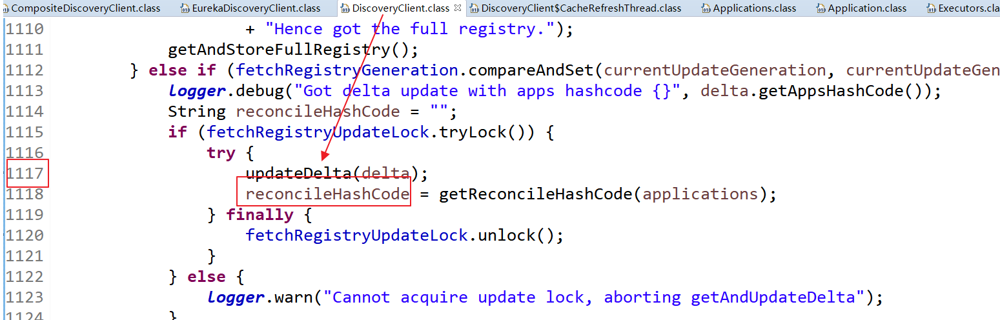 CompositeDiscoveryClient.class EurekaDiscoveryClient.class DiscoveryClient.class DiscoveryClient$CacheRefreshThread.class Applications.class Application.class Executors.cla
1110 + "Hence got the full registry.");
1111 getAndStoreFullRegistry();
1112 } else if (fetchRegistryGeneration.compareAndSet(currentUpdateGeneration, currentUpdateGen
1113 logger.debug("Got delta update with apps hashcode {}", delta.getAppsHashCode());
1114 String reconcileHashCode = "";
1115 if (fetchRegistryUpdateLock.tryLock()) {
1116 try {
1117 updateDelta(delta);
1118 reconcileHashCode = getReconcileHashCode(applications);
1119 } finally {
1120 fetchRegistryUpdateLock.unlock();
1121 }
1122 } else {
1123 logger.warn("Cannot acquire update lock, aborting getAndUpdateDelta");
1124 }